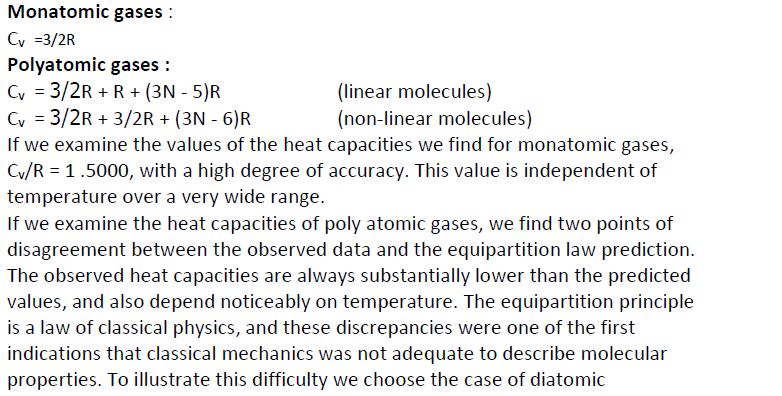 Monatomic gases :
Cv =3/2R
Polyatomic gases :
Cv = 3/2R + R + (3N - 5)R (linear molecules)
Cv = 3/2R + 3/2R + (3N - 6)R (non-linear molecules)
If we examine the values of the heat capacities we find for monatomic gases,
Cv/R = 1 .5000, with a high degree of accuracy. This value is independent of
temperature over a very wide range.
If we examine the heat capacities of poly atomic gases, we find two points of
disagreement between the observed data and the equipartition law prediction.
The observed heat capacities are always substantially lower than the predicted
values, and also depend noticeably on temperature. The equipartition principle
is a law of classical physics, and these discrepancies were one of the first
indications that classical mechanics was not adequate to describe molecular
properties. To illustrate this difficulty we choose the case of diatomic